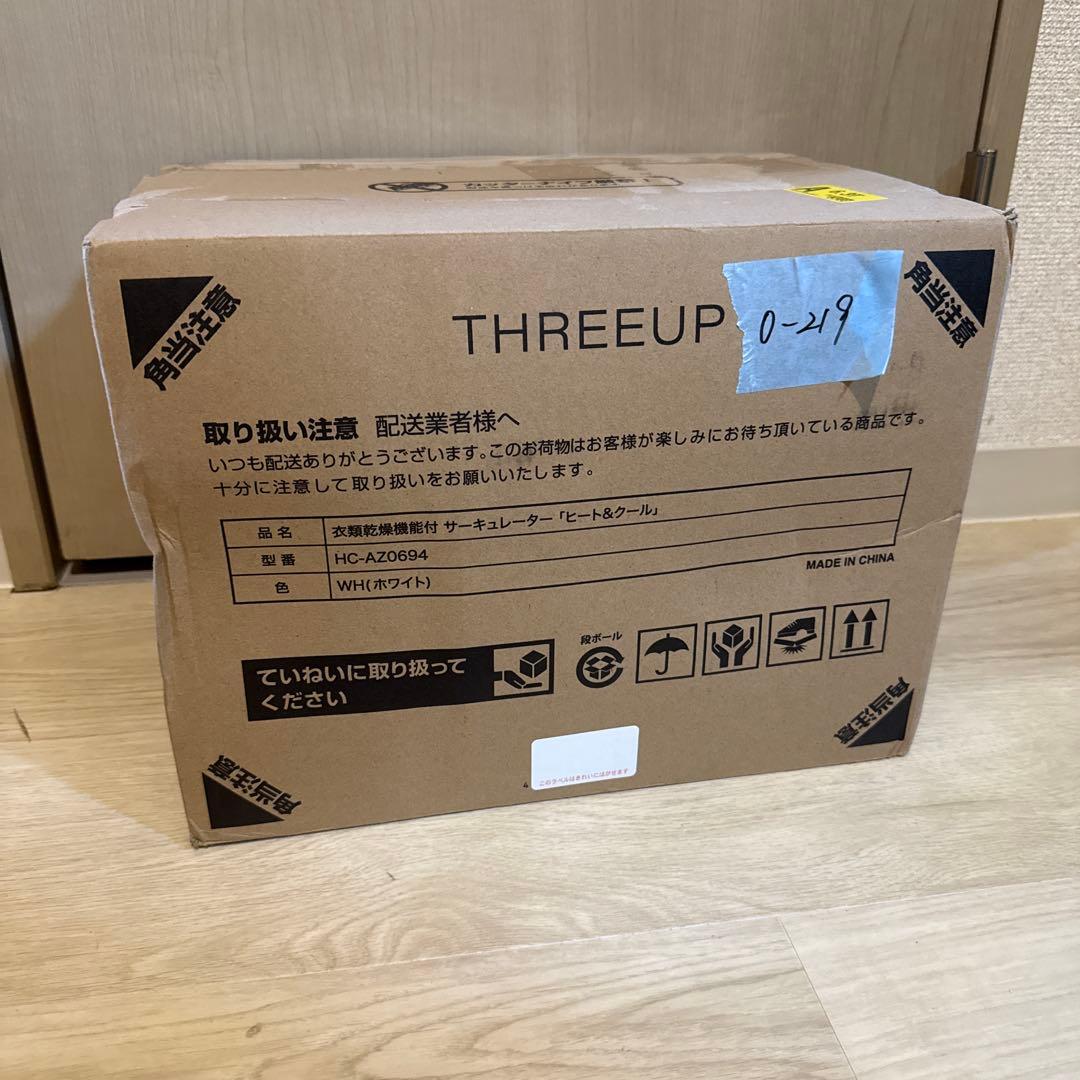 角当注意
角当注意
THREEUP
0-219
取り扱い注意 配送業者様へ
いつも配送ありがとうございます。このお荷物はお客様が楽しみにお待ち頂いている商品です。
十分に注意して取り扱いをお願いいたします。
品名 衣類乾燥機能付 サーキュレーター「ヒート&クール」
型番 HC-AZ0694
色 WH(ホワイト)
MADE IN CHINA
段ボール
ていねいに取り扱って
ください
角当注意
角当注意
このラベルはきれいにはがせます
4